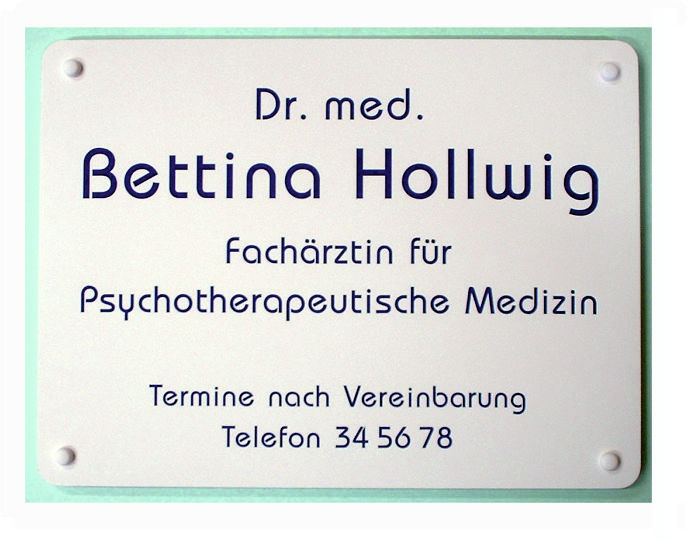 Dr. med.
Bettina Hollwig
Fachärztin für
Psychotherapeutische Medizin
Termine nach Vereinbarung
Telefon 34 56 78